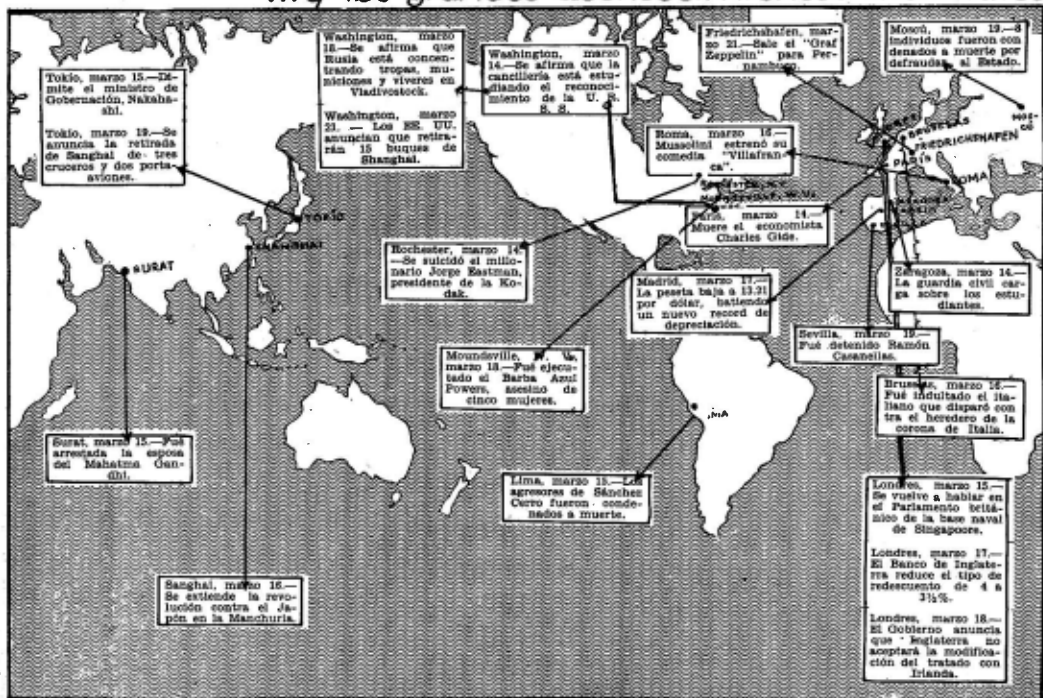 grandes
Tokio, marzo 15.—Di-
mite el ministro de
Gobernación, Nakaha-
shi.
Tokio, marzo 19.—Se
anuncia la retirada
de Sanghai de tres
cruceros y dos porta-
aviones.
Washington, marzo
18.—Se afirma que
Rusia está concen-
trando tropas, mu-
niciones y víveres en
Vladivostock.
Washington, marzo
21. — Los EE. UU.
anuncian que retira-
rán 15 buques de
Shanghai.
Washington, marzo
14.—Se afirma que la
cancillería está estu-
diando el reconoci-
miento de la U. R.
S. S.
Friedrichshafen, mar-
zo 21.—Sale el "Graf
Zeppelin" para Per-
nambuco.
Moscú, marzo 19.—8
individuos fueron con-
denados a muerte por
defraudar al Estado.
Roma, marzo 16.—
Mussolini estrenó su
comedia "Villafran-
ca".
París, marzo 14.—
Muere el economista
Charles Gide.
Rochester, marzo 14.
—Se suicidó el millo-
nario Jorge Eastman,
presidente de la Ko-
dak.
Madrid, marzo 17.—
La peseta baja a 13.21
por dólar, batiendo
un nuevo record de
depreciación.
Zaragoza, marzo 14.—
La guardia civil car-
ga sobre los estu-
diantes.
Sevilla, marzo 19.—
Fué detenido Ramón
Casanellas.
Moundsville, W. Va.
marzo 18.—Fué ejecu-
tado el Barba Azul
Powers, asesino de
cinco mujeres.
Bruselas, marzo 16.—
Fué indultado el ita-
liano que disparó con
tra el heredero de la
corona de Italia.
Surat, marzo 15.—Fué
arrestada la esposa
del Mahatma Gan-
dhi.
Lima, marzo 15.—Los
agresores de Sánchez
Cerro fueron conde-
nados a muerte.
Londres, marzo 15.—
Se vuelve a hablar en
el Parlamento britá-
nico de la base naval
de Singapoore.
Londres, marzo 17.—
El Banco de Inglate-
rra reduce el tipo de
redescuento de 4 a
3½%.
Londres, marzo 18.—
El Gobierno anuncia
que Inglaterra no
aceptará la modifica-
ción del tratado con
Irlanda.
Sanghai, marzo 16.—
Se extiende la revo-
lución contra el Ja-
pón en la Manchuria.
TOKÍO
SHANGHAI
SURAT
BRUSELAS
FRIEDRICHSHAFEN
PARÍS
ROMA